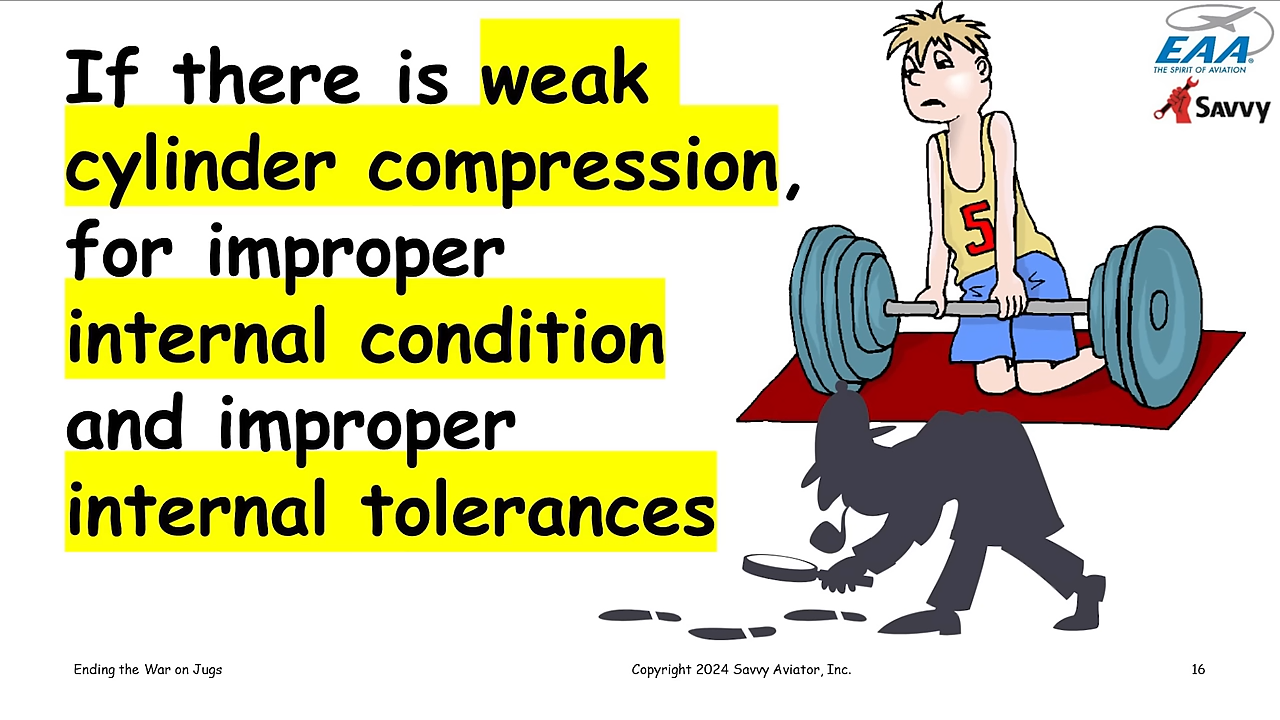 If there is weak
cylinder compression,
for improper
internal condition
and improper
internal tolerances
EAA
THE SPIRIT OF AVIATION
SAVVY
5
Ending the War on Jugs
Copyright 2024 Savvy Aviator, Inc.
16